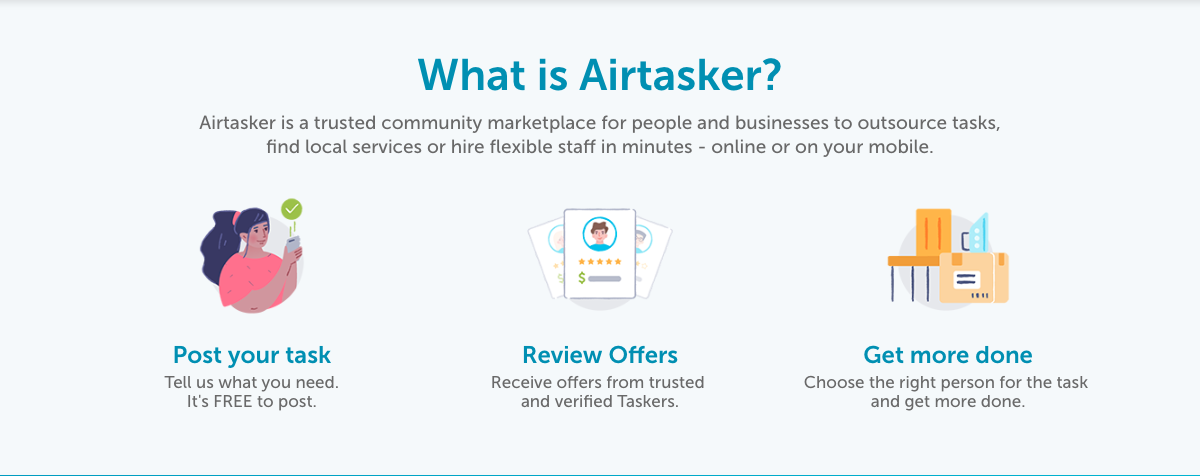 What is Airtasker?
Airtasker is a trusted community marketplace for people and businesses to outsource tasks,
find local services or hire flexible staff in minutes - online or on your mobile.
$
$
Post your task
Tell us what you need.
It's FREE to post.
Review Offers
Receive offers from trusted
and verified Taskers.
Get more done
Choose the right person for the task
and get more done.